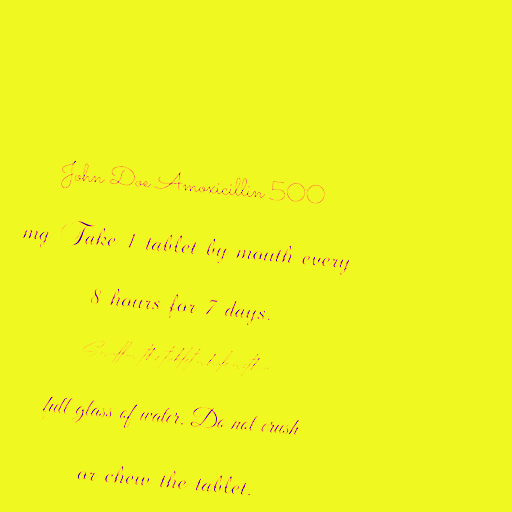 John Doe Amoxicillin 500
mg Take 1 tablet by mouth every
8 hours for 7 days.
full glass of water. Do not crush
or chew the tablet.